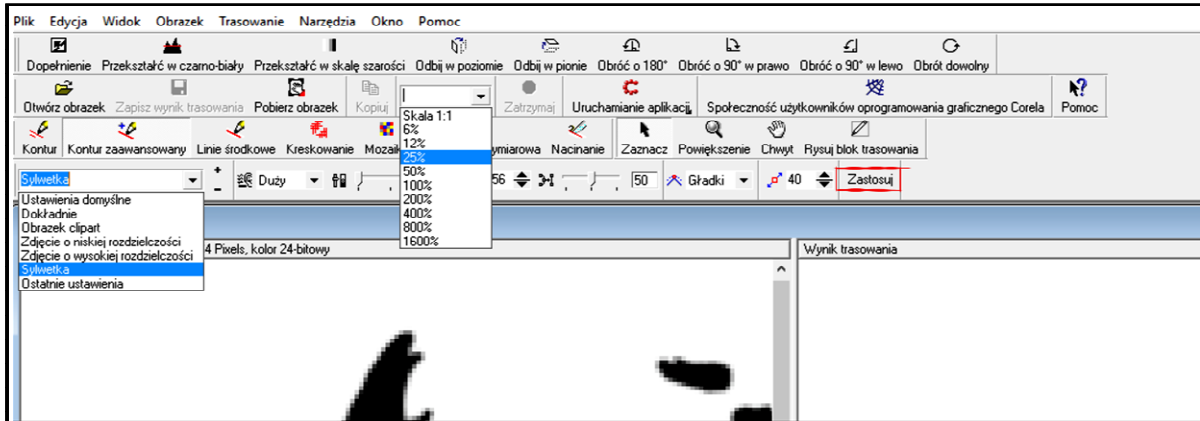 Plik Edycja Widok Obrazek Trasowanie Narzędzia Okno Pomoc
Dopełnienie Przekształć w czarno-biały Przekształć w skalę szarości Odbij w poziomie Odbij w pionie Obróć o 180° Obróć o 90° w prawo Obróć o 90° w lewo Obrót dowolny
Otwórz obrazek Zapisz wynik trasowania Pobierz obrazek Kopiuj Zatrzymaj Uruchamianie aplikacji Społeczność użytkowników oprogramowania graficznego Corela Pomoc
Skala 1:1
6%
12%
25%
50%
100%
200%
400%
800%
1600%
Kontur Kontur zaawansowany Linie środkowe Kreskowanie Nacinanie Zaznacz Powiększenie Chwyt Rysuj blok trasowania
Sylwetka Duży 56 50 Gładki 40 Zastosuj
Ustawienia domyślne
Dokładnie
Obrazek clipart
Zdjęcie o niskiej rozdzielczości
Zdjęcie o wysokiej rozdzielczości
Sylwetka
Ostatnie ustawienia
4 Pixels, kolor 24-bitowy Wynik trasowania